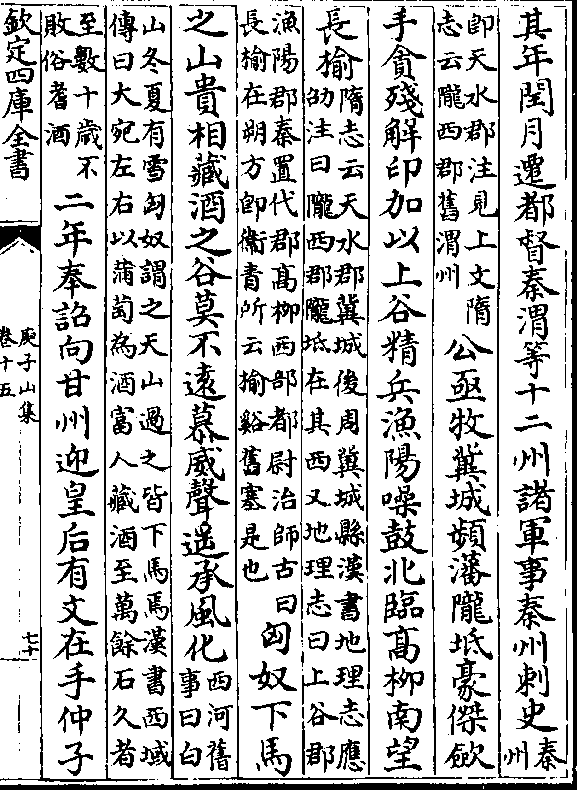 其年閏月遷都督秦渭等十二州諸軍事秦州刺史秦
州
即天水郡注見上文隋
志云隴西郡舊渭州
公亟牧冀城頻藩隴坻豪傑歛
手貪殘解印加以上谷精兵漁陽噪鼓北臨髙栁南望
長榆
隋志云天水郡冀城後周冀城縣漢書地理志應
劭注曰隴西郡隴坻在其西又地理志曰上谷郡
漁陽郡秦置代郡髙栁西部都尉治師古曰
長榆在朔方即衛青所云榆谿舊塞是也
匈奴下馬
之山貴相藏酒之谷莫不遠慕威聲遥承風化
西河舊
事曰白
山冬夏有雪匈奴謂之天山過之皆下馬焉漢書西域
傳曰大宛左右以蒲萄為酒富人藏酒至萬餘石久者
至數十歲不
敗俗耆酒
二年奉詔向甘州迎皇后有文在手仲子
欽定四庫全書
庾子山集
卷十五
七十